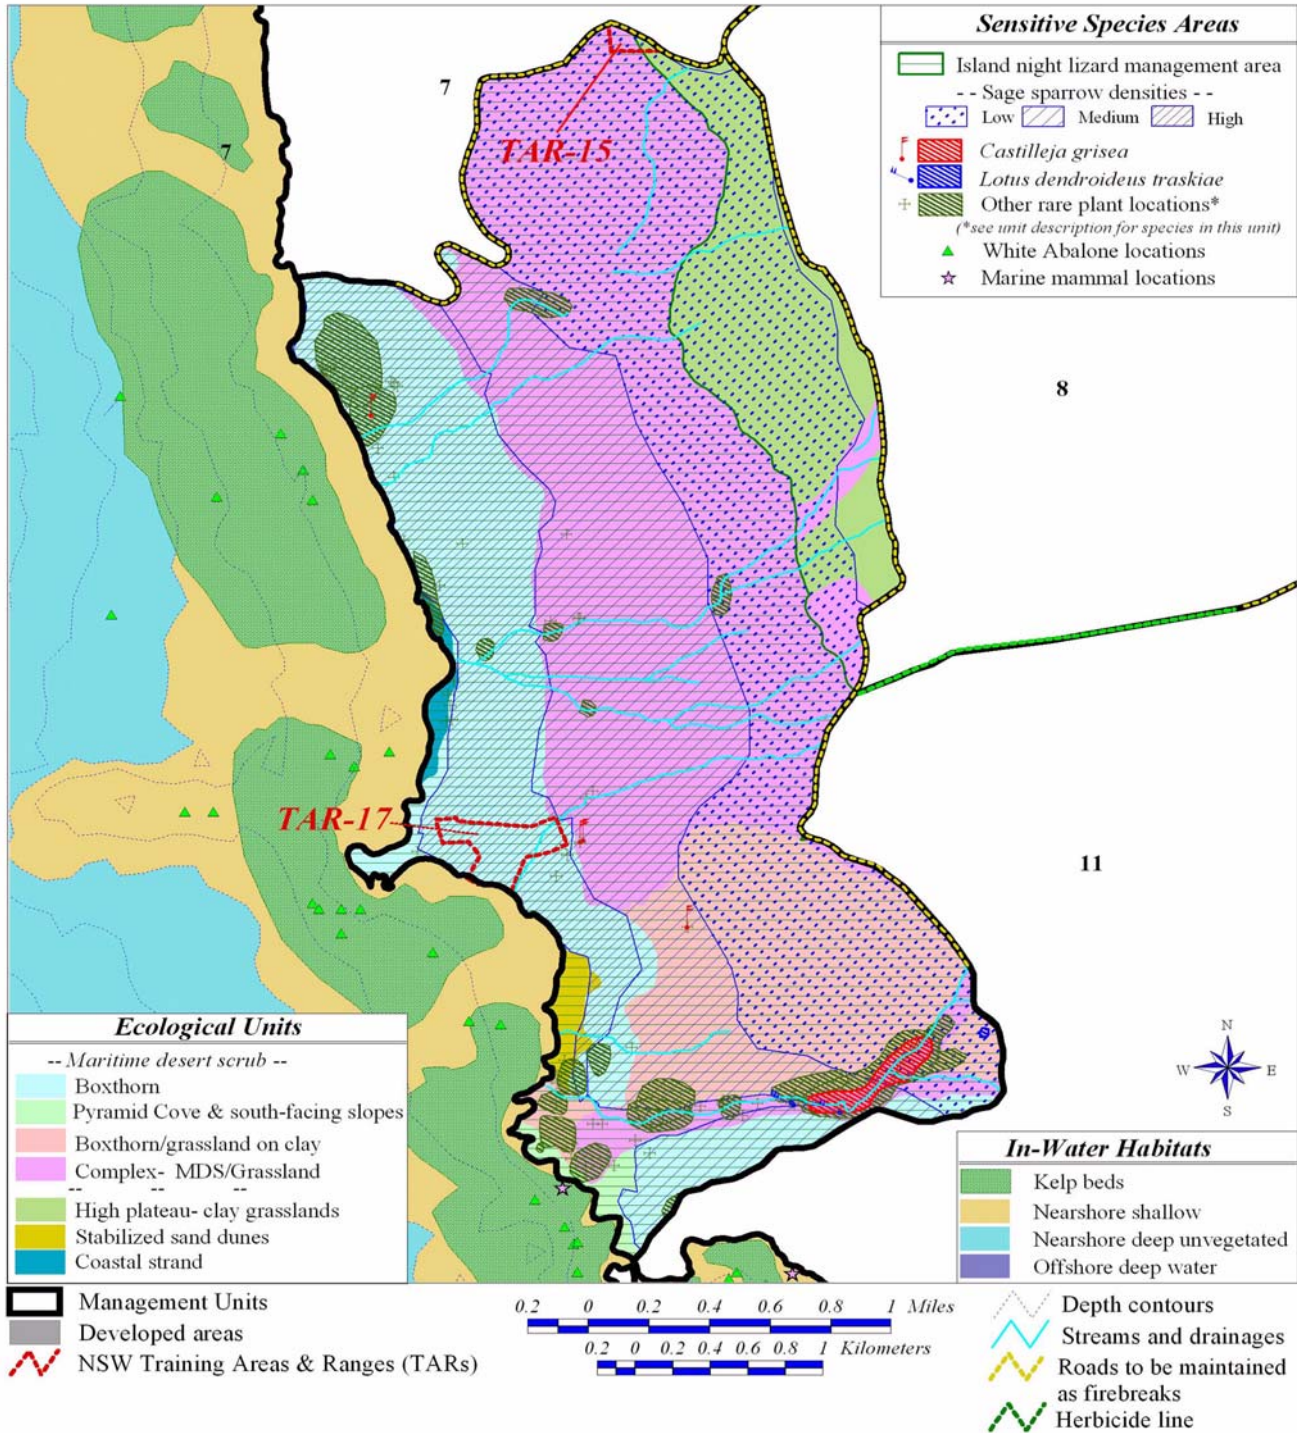 Sensitive Species Areas
Island night lizard management area
- - Sage sparrow densities - -
Low Medium High
Castilleja grisea
Lotus dendroideus traskiae
Other rare plant locations*
(*see unit description for species in this unit)
White Abalone locations
Marine mammal locations
7
7
TAR-15
8
TAR-17
11
N
W E
S
Ecological Units
-- Maritime desert scrub --
Boxthorn
Pyramid Cove & south-facing slopes
Boxthorn/grassland on clay
Complex- MDS/Grassland
-- -- --
High plateau- clay grasslands
Stabilized sand dunes
Coastal strand
In-Water Habitats
Kelp beds
Nearshore shallow
Nearshore deep unvegetated
Offshore deep water
Management Units
Developed areas
NSW Training Areas & Ranges (TARs)
0.2 0 0.2 0.4 0.6 0.8 1 Miles
0.2 0 0.2 0.4 0.6 0.8 1 Kilometers
Depth contours
Streams and drainages
Roads to be maintained
as firebreaks
Herbicide line